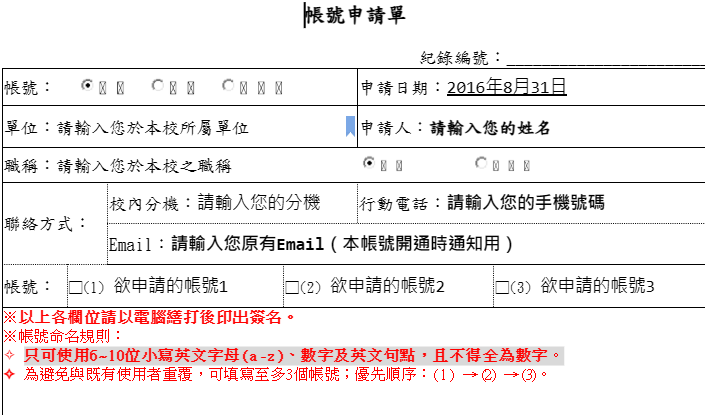 帳號申請單
紀錄編號：
帳號： 申請日期：2016年8月31日
單位：請輸入您於本校所屬單位 申請人：請輸入您的姓名
職稱：請輸入您於本校之職稱
聯絡方式： 校內分機：請輸入您的分機 行動電話：請輸入您的手機號碼
Email：請輸入您原有Email（本帳號開通時通知用）
帳號： □(1) 欲申請的帳號1 □(2) 欲申請的帳號2 □(3) 欲申請的帳號3
※以上各欄位請以電腦繕打後印出簽名。
※帳號命名規則：
✧ 只可使用6~10位小寫英文字母(a-z)、數字及英文句點，且不得全為數字。
✧ 為避免與既有使用者重覆，可填寫至多3個帳號；優先順序：(1) →(2) →(3)。